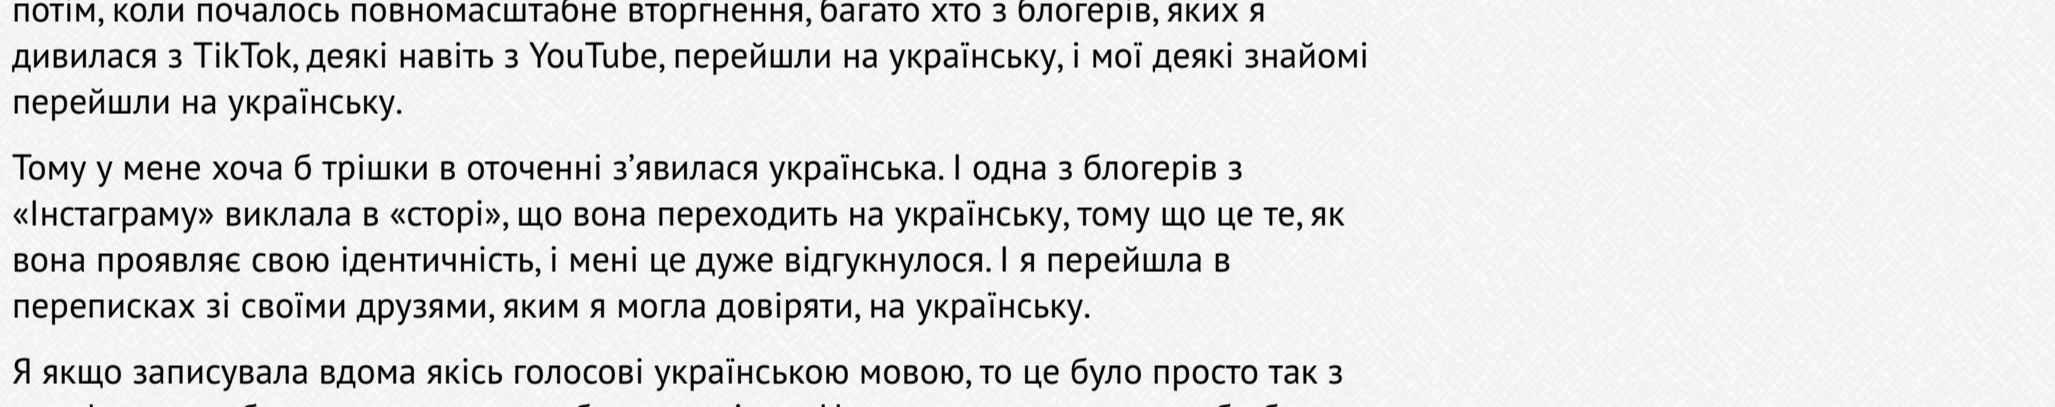 потім, коли почалось повномасштабне вторгнення, багато хто з блогерів, яких я
дивилася з TikTok, деякі навіть з YouTube, перейшли на українську, і мої деякі знайомі
перейшли на українську.
Тому у мене хоча б трішки в оточенні з’явилася українська. І одна з блогерів з
«Інстаграму» виклала в «сторі», що вона переходить на українську, тому що це те, як
вона проявляє свою ідентичність, і мені це дуже відгукнулося. І я перейшла в
переписках зі своїми друзями, яким я могла довіряти, на українську.
Я якщо записувала вдома якісь голосові українською мовою, то це було просто так з